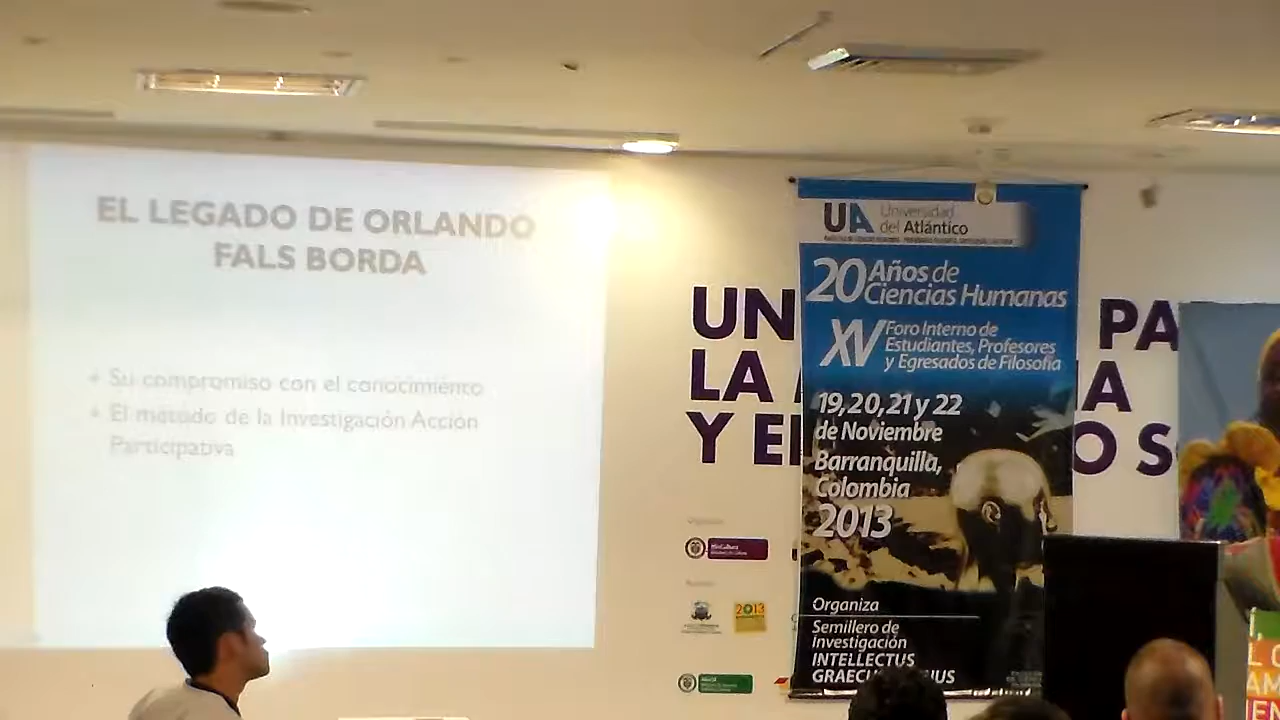 EL LEGADO DE ORLANDO
FALS BORDA
Su compromiso con el conocimiento
El método de la Investigación Acción
Participativa
UA Universidad
del Atlántico
20 Años de
Ciencias Humanas
XV Foro Interno de
Estudiantes, Profesores
y Egresados de Filosofía
19, 20, 21 y 22
de Noviembre
Barranquilla,
Colombia
2013
Organiza
Semillero de
Investigación
INTELLECTUS
UN PA
LA A
Y E O S
MinCultura
2013